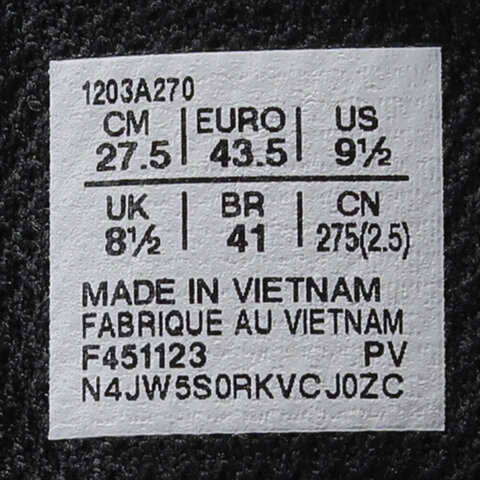 1203A270
CM | EURO | US
27.5 | 43.5 | 9½
UK | BR | CN
8½ | 41 | 275(2.5)
MADE IN VIETNAM
FABRIQUE AU VIETNAM
F451123 PV
N4JW5S0RKVCJ0ZC